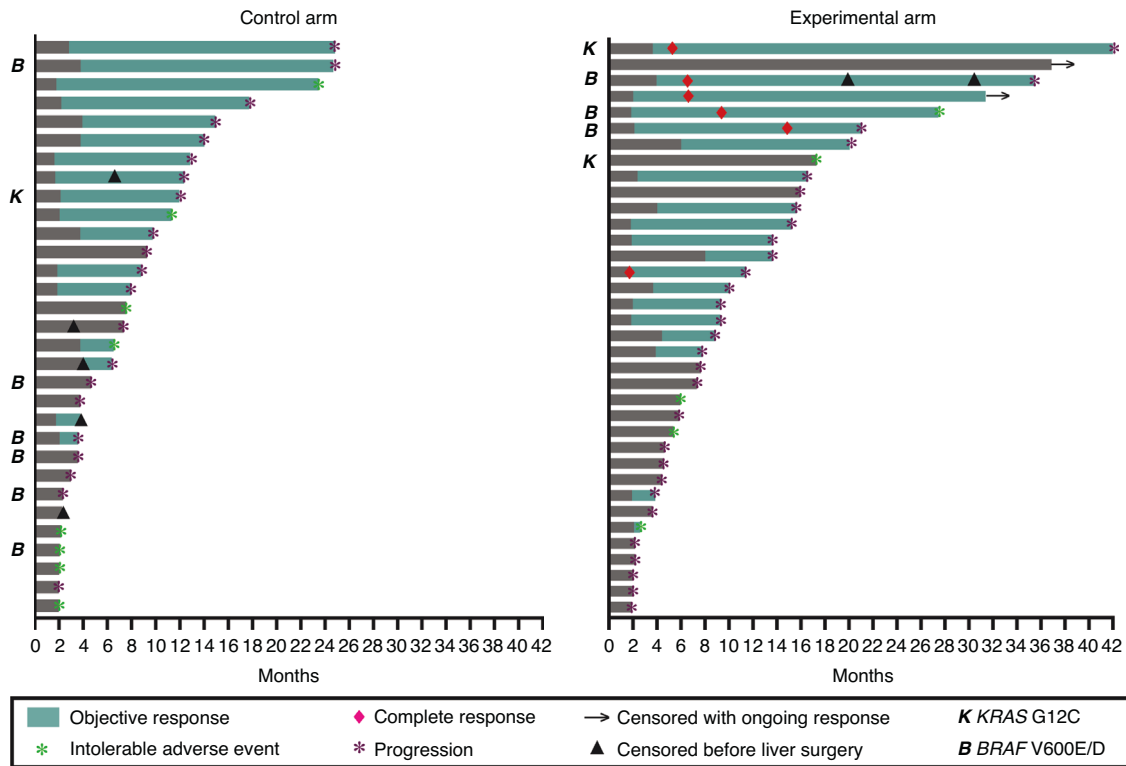 Control arm
Experimental arm
B
K
B
B
B
B
B
K
B
B
B
K
0 2 4 6 8 10 12 14 16 18 20 22 24 26 28 30 32 34 36 38 40 42
Months
0 2 4 6 8 10 12 14 16 18 20 22 24 26 28 30 32 34 36 38 40 42
Months
Objective response
Complete response
Censored with ongoing response
K KRAS G12C
Intolerable adverse event
Progression
Censored before liver surgery
B BRAF V600E/D